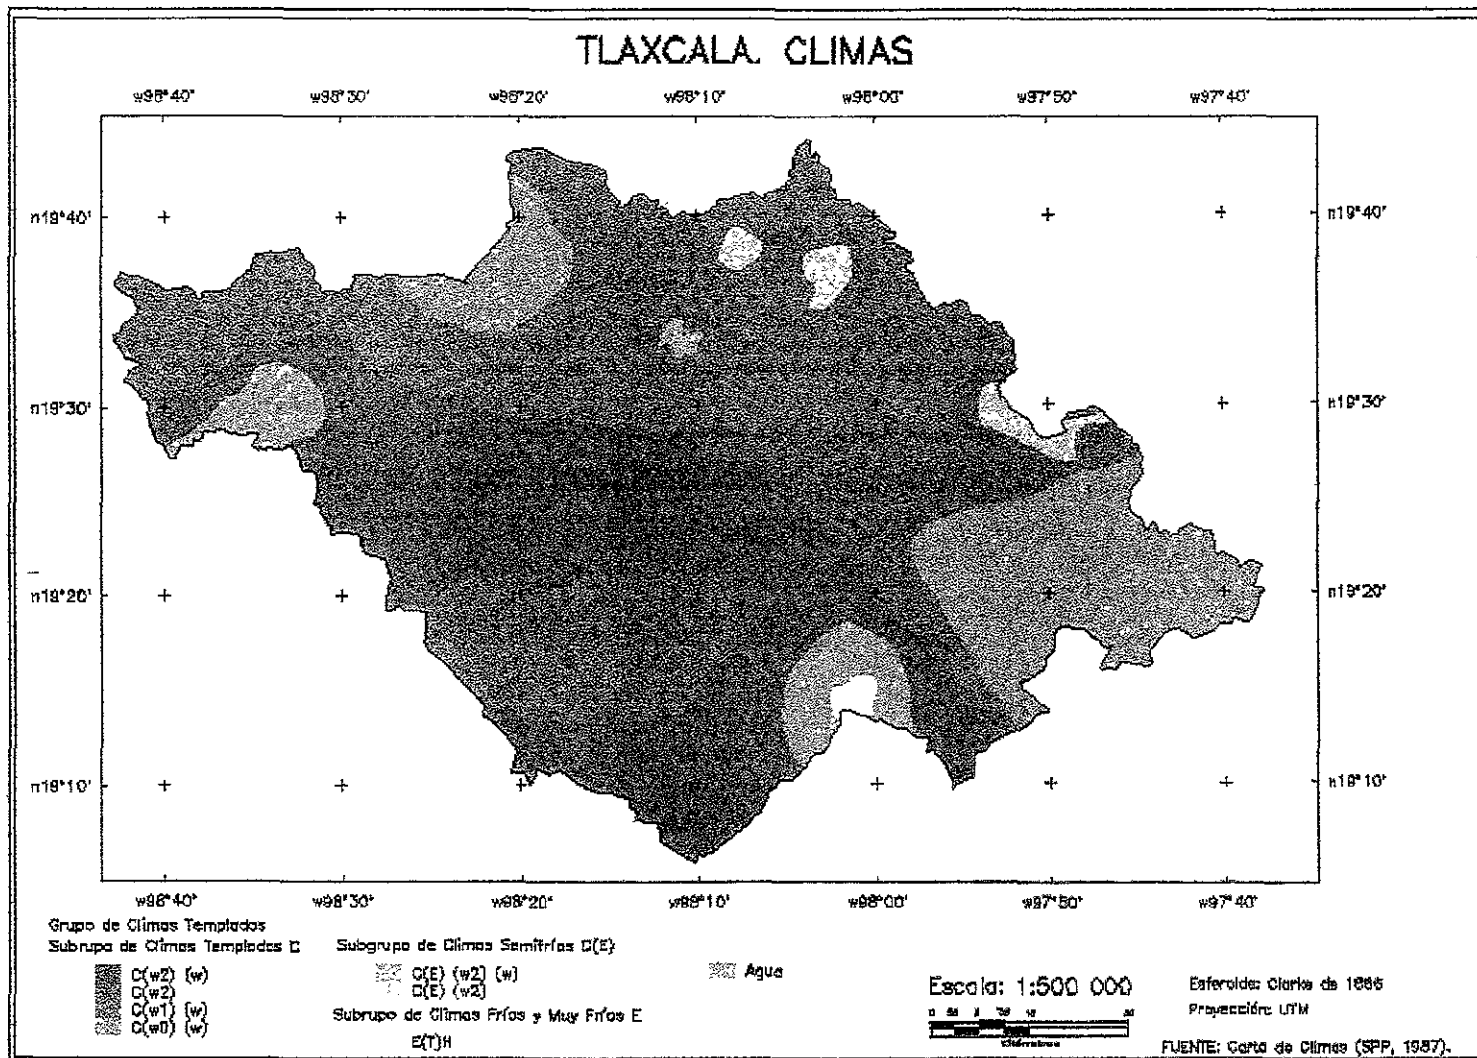 TLAXCALA. CLIMAS
w98°40' w98°30' w98°20' w98°10' w98°00' w97°50' w97°40'
n19°40' n19°40'
n19°30' n19°30'
n19°20' n19°20'
n19°10' n19°10'
w98°40' w98°30' w98°20' w98°10' w98°00' w97°50' w97°40'
Grupo de Climas Templados
Subrupo de Climas Templados C
C(w2) (w)
C(w2)
C(w1) (w)
C(w0) (w)
Subgrupo de Climas Semifríos C(E)
C(E) (w2) (w)
C(E) (w2)
Subrupo de Climas Fríos y Muy Fríos E
E(T)H
Agua
Escala: 1:500 000
Kilómetros
Esferoide: Clarke de 1866
Proyección: UTM
FUENTE: Carta de Climas (SPP, 1987).